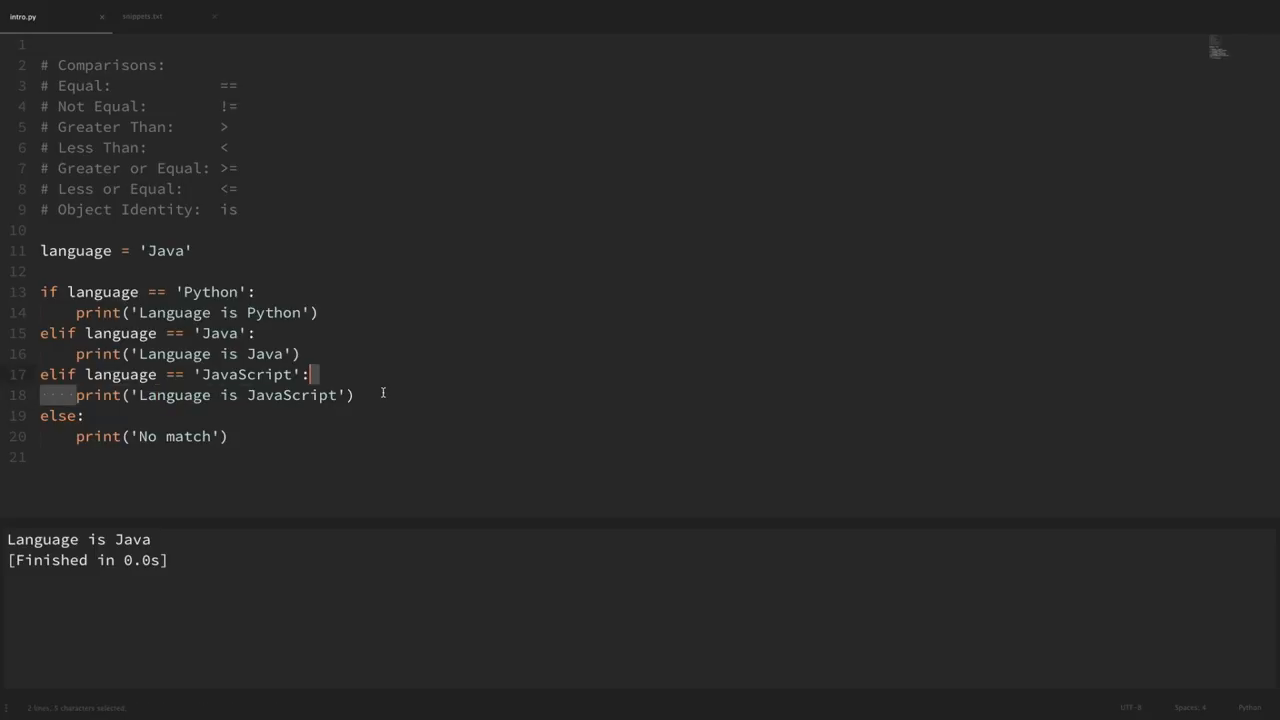 intro.py × snippets.txt ×
1
2 # Comparisons:
3 # Equal: ==
4 # Not Equal: !=
5 # Greater Than: >
6 # Less Than: <
7 # Greater or Equal: >=
8 # Less or Equal: <=
9 # Object Identity: is
10
11 language = 'Java'
12
13 if language == 'Python':
14     print('Language is Python')
15 elif language == 'Java':
16     print('Language is Java')
17 elif language == 'JavaScript':
18 ····print('Language is JavaScript')
19 else:
20     print('No match')
21
Language is Java
[Finished in 0.0s]
2 lines, 5 characters selected. UTF-8 Spaces: 4 Python